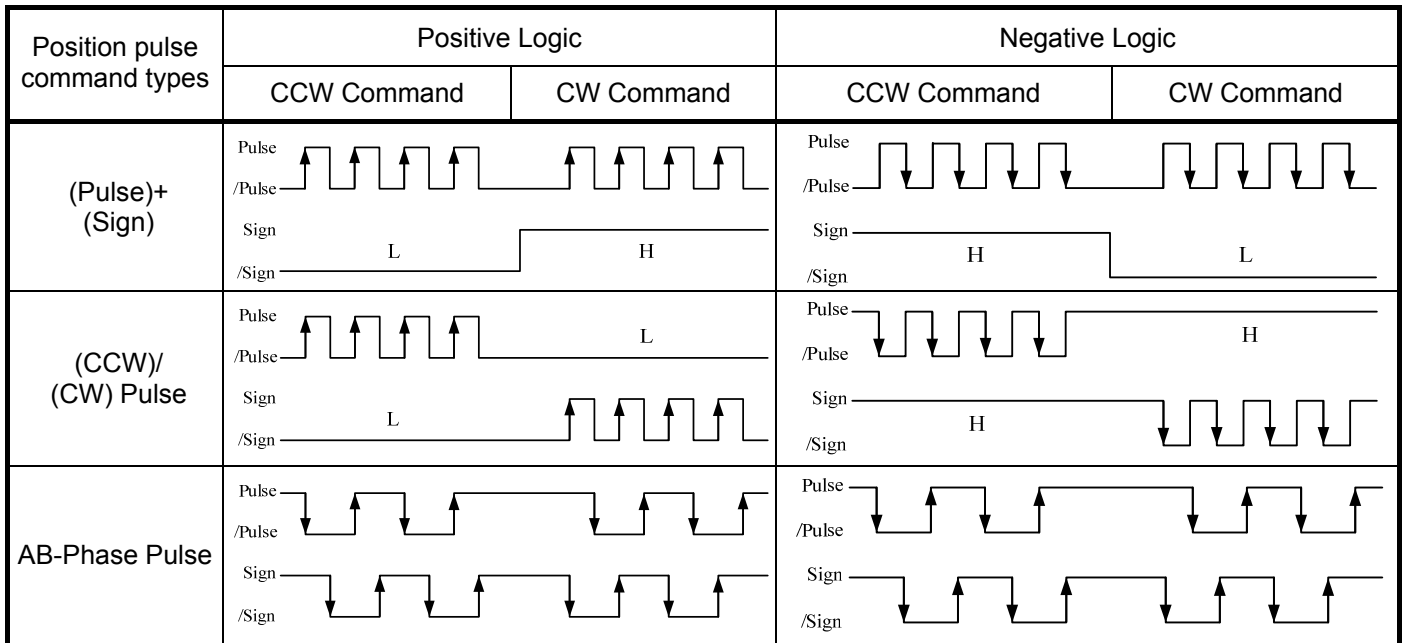 Position pulse
command types
Positive Logic
Negative Logic
CCW Command
CW Command
CCW Command
CW Command
(Pulse)+
(Sign)
Pulse
/Pulse
Sign
/Sign
L
H
Pulse
/Pulse
Sign
/Sign
H
L
(CCW)/
(CW) Pulse
Pulse
/Pulse
L
Sign
/Sign
L
Pulse
/Pulse
H
Sign
/Sign
H
AB-Phase Pulse
Pulse
/Pulse
Sign
/Sign
Pulse
/Pulse
Sign
/Sign